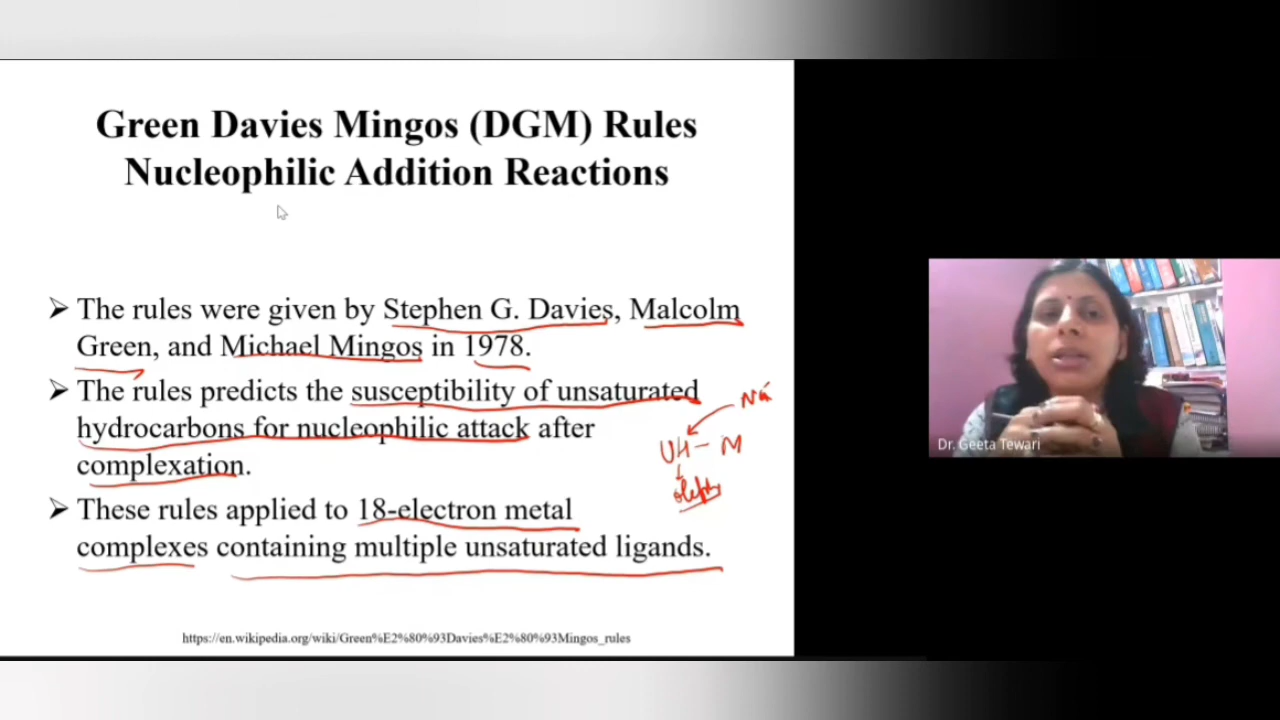 Green Davies Mingos (DGM) Rules
Nucleophilic Addition Reactions
➢ The rules were given by Stephen G. Davies, Malcolm
Green, and Michael Mingos in 1978.
➢ The rules predicts the susceptibility of unsaturated
hydrocarbons for nucleophilic attack after
complexation.
➢ These rules applied to 18-electron metal
complexes containing multiple unsaturated ligands.
UH - M
https://en.wikipedia.org/wiki/Green%E2%80%93Davies%E2%80%93Mingos_rules
Dr. Geeta Tewari